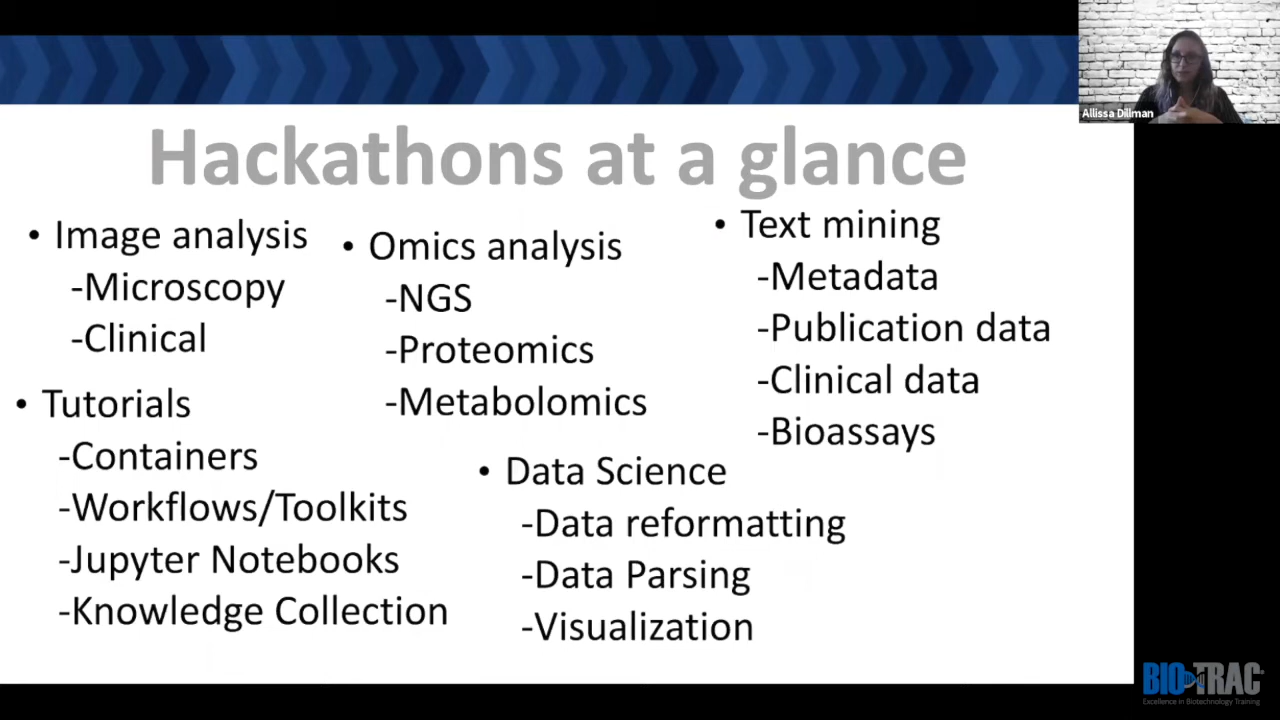 Hackathons at a glance
• Image analysis
-Microscopy
-Clinical
• Tutorials
-Containers
-Workflows/Toolkits
-Jupyter Notebooks
-Knowledge Collection
• Omics analysis
-NGS
-Proteomics
-Metabolomics
• Data Science
-Data reformatting
-Data Parsing
-Visualization
• Text mining
-Metadata
-Publication data
-Clinical data
-Bioassays
Allissa Dillman
BIO-TRAC®
Excellence in Biotechnology Training